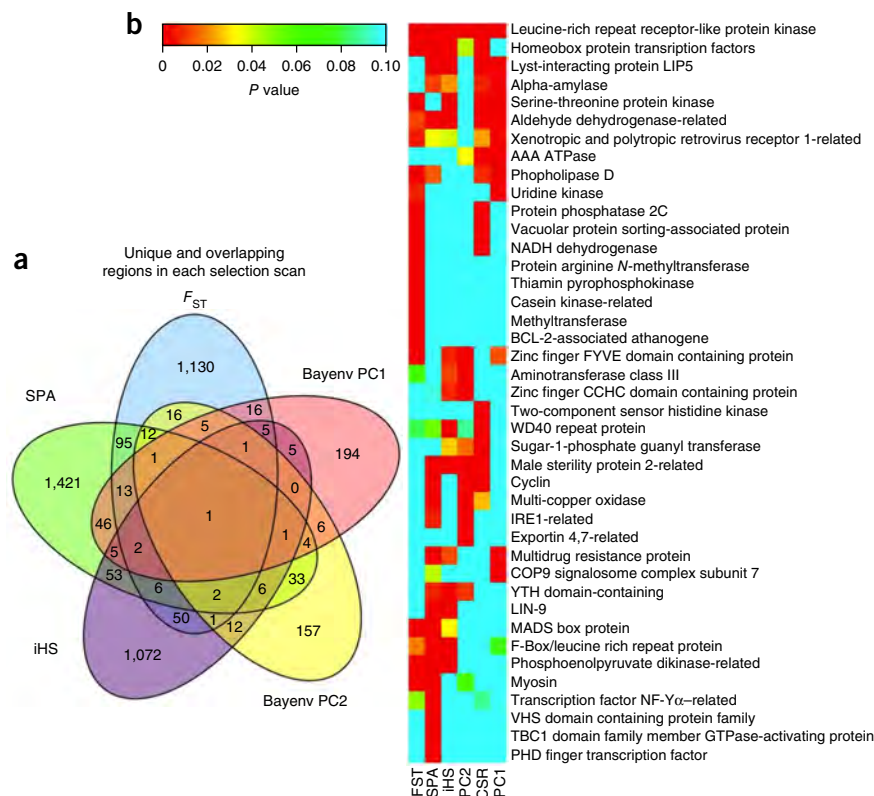 b
0
0.02
0.04
0.06
0.08
0.10
P value
Leucine-rich repeat receptor-like protein kinase
Homeobox protein transription factors
Lyst-interacting protein LIP5
Alpha-amylase
Serine-threonine protein kinase
Aldehyde dehydrogenase-related
Xenotropic and polytropic retrovirus receptor 1-related
AAA ATPase
Phopholipase D
Uridine kinase
Protein phosphatase 2C
Vacuolar protein sorting-associated protein
NADH dehydrogenase
Protein arginine N-methyltransferase
Thiamin pyrophosphokinase
Casein kinase-related
Methyltransferase
BCL-2-associated athanogene
Zinc finger FYVE domain containing protein
Aminotransferase class III
Zinc finger CCHC domain containing protein
Two-component sensor histidine kinase
WD40 repeat protein
Sugar-1-phosphate guanyl transferase
Male sterility protein 2-related
Cyclin
Multi-copper oxidase
IRE1-related
Exportin 4,7-related
Multidrug resistance protein
COP9 signalosome complex subunit 7
YTH domain-containing
LIN-9
MADS box protein
F-Box/leucine rich repeat protein
Phosphoenolpyruvate dikinase-related
Myosin
Transcription factor NF-Yα–related
VHS domain containing protein family
TBC1 domain family member GTPase-activating protein
PHD finger transcription factor
FST
SPA
iHS
PC2
CSR
PC1
a
Unique and overlapping
regions in each selection scan
FST
Bayenv PC1
SPA
iHS
Bayenv PC2
1,130
16
16
5
5
12
95
1
1
5
194
1,421
0
13
46
1
6
1
4
5
2
53
6
2
6
33
50
1
12
157
1,072